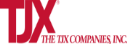 TJX
THE TJX COMPANIES, INC.